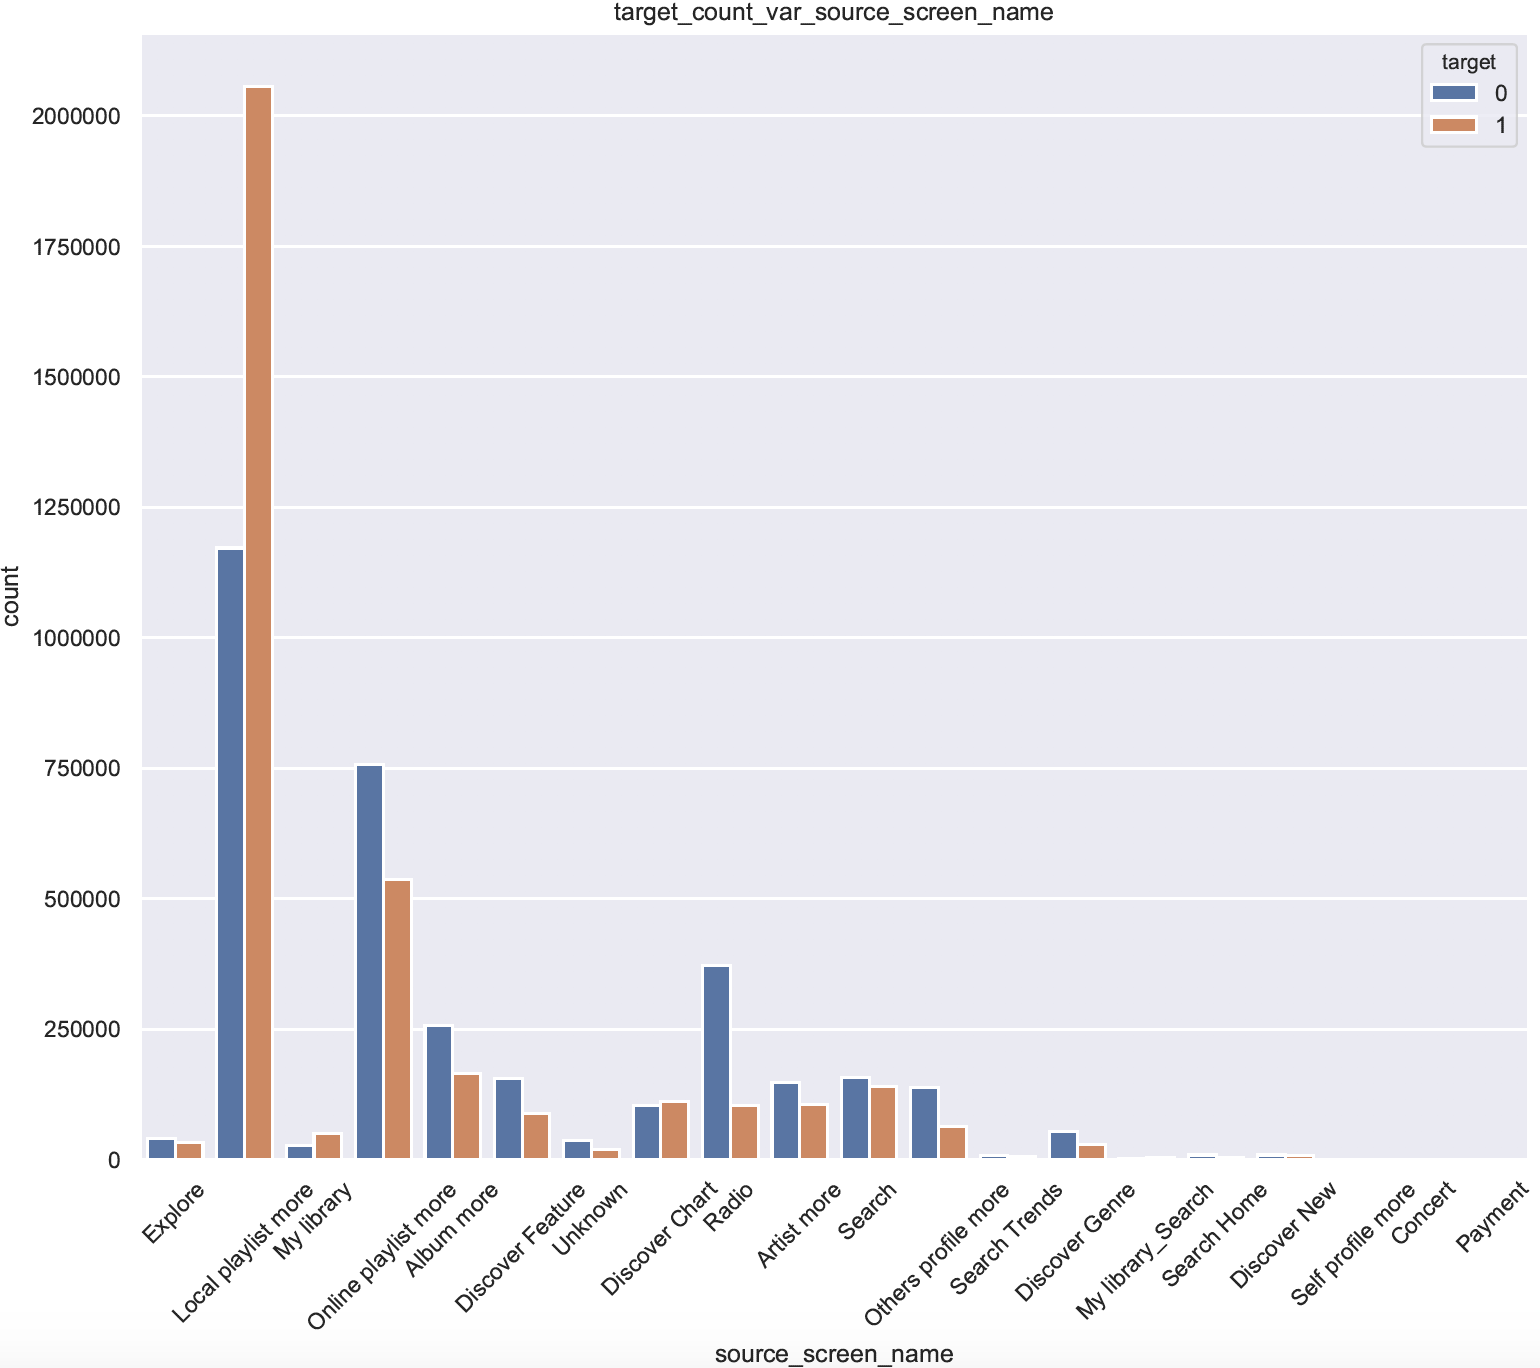 target_count_var_source_screen_name
target
0
1
2000000
1750000
1500000
1250000
1000000
750000
500000
250000
0
count
Explore
Local playlist more
My library
Online playlist more
Album more
Discover Feature
Unknown
Discover Chart
Radio
Artist more
Search
Others profile more
Search Trends
Discover Genre
My library_Search
Search Home
Discover New
Self profile more
Concert
Payment
source_screen_name